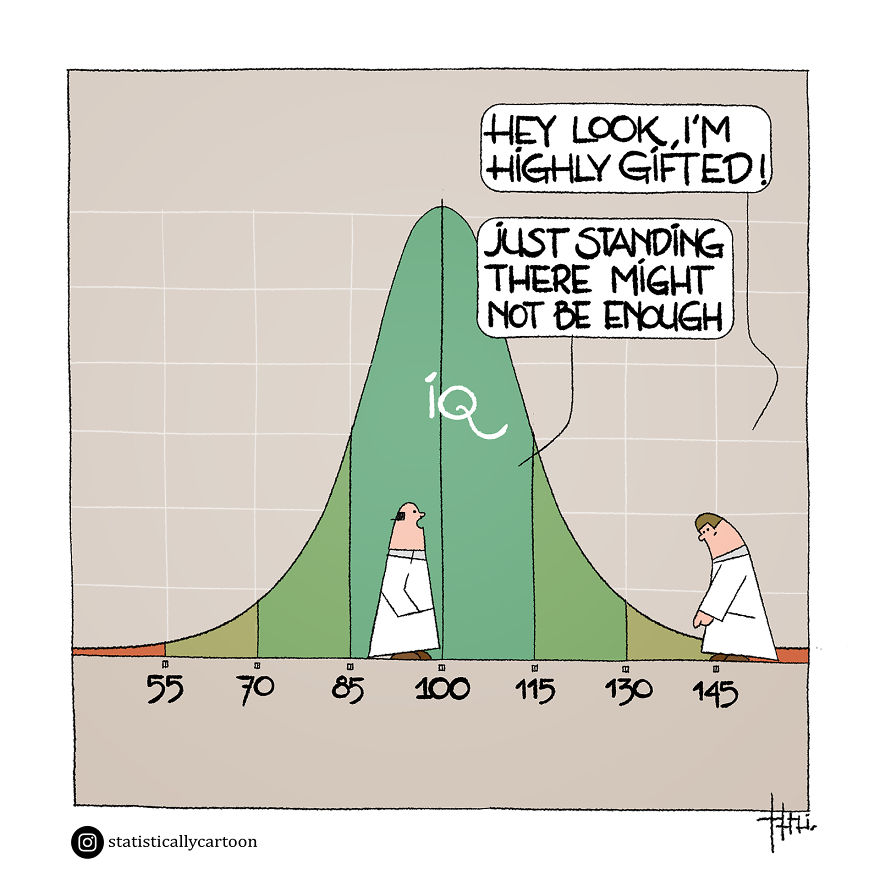 HEY LOOK, I'M
HIGHLY GIFTED!
JUST STANDING
THERE MIGHT
NOT BE ENOUGH
IQ
55 70 85 100 115 130 145
statisticallycartoon